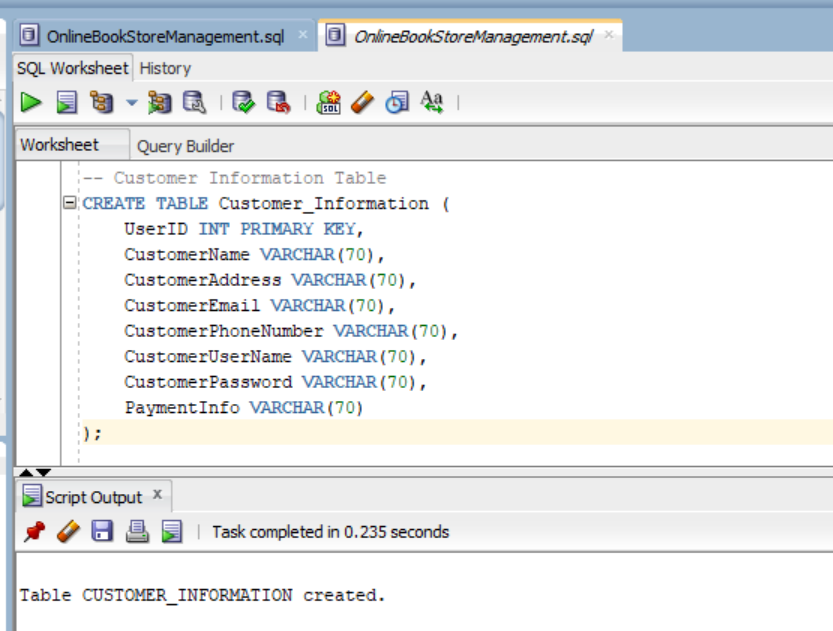 OnlineBookStoreManagement.sql × OnlineBookStoreManagement.sql ×
SQL Worksheet History
SQL Aa
Worksheet Query Builder
-- Customer Information Table
CREATE TABLE Customer_Information (
UserID INT PRIMARY KEY,
CustomerName VARCHAR(70),
CustomerAddress VARCHAR(70),
CustomerEmail VARCHAR(70),
CustomerPhoneNumber VARCHAR(70),
CustomerUserName VARCHAR(70),
CustomerPassword VARCHAR(70),
PaymentInfo VARCHAR(70)
);
Script Output x
Task completed in 0.235 seconds
Table CUSTOMER_INFORMATION created.